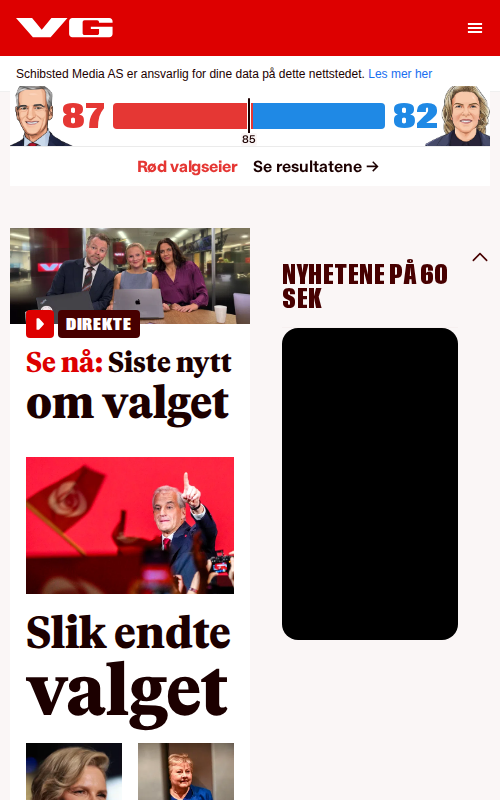 VG
Schibsted Media AS er ansvarlig for dine data på dette nettstedet. Les mer her
87
82
85
Rød valgseier Se resultatene →
DIREKTE
Se nå: Siste nytt
om valget
Slik endte
valget
NYHETENE PÅ 60
SEK